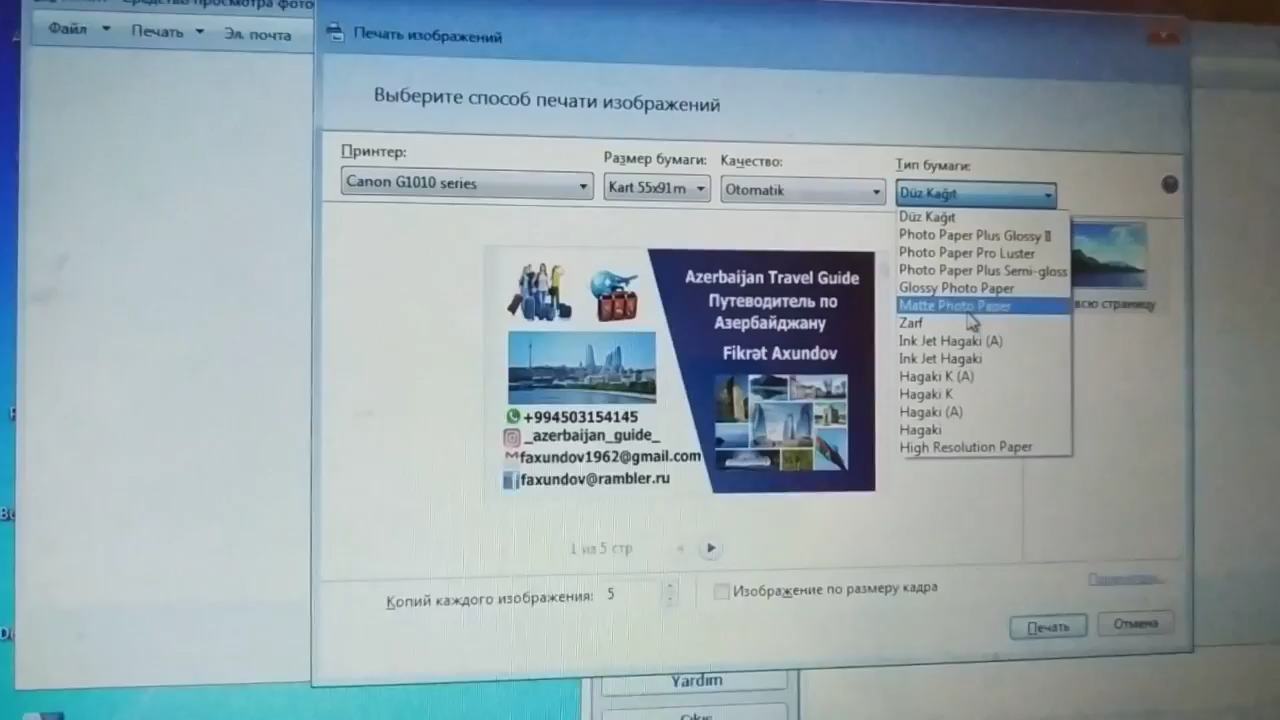 Средство просмотра фото
Файл Печать Эл. почта
Печать изображений
Выберите способ печати изображений
Принтер: Размер бумаги: Качество: Тип бумаги:
Canon G1010 series Kart 55x91m Otomatik Düz Kağıt
Düz Kağıt
Photo Paper Plus Glossy II
Photo Paper Pro Luster
Photo Paper Plus Semi-gloss
Glossy Photo Paper
Matte Photo Paper
Zarf
Ink Jet Hagaki (A)
Ink Jet Hagaki
Hagaki K (A)
Hagaki K
Hagaki (A)
Hagaki
High Resolution Paper
всю страницу
Azerbaijan Travel Guide
Путеводитель по
Азербайджану
Fikrət Axundov
+994503154145
_azerbaijan_guide_
faxundov1962@gmail.com
faxundov@rambler.ru
1 из 5 стр
Копий каждого изображения: 5 Изображение по размеру кадра
Параметры...
Печать Отмена
Yardım